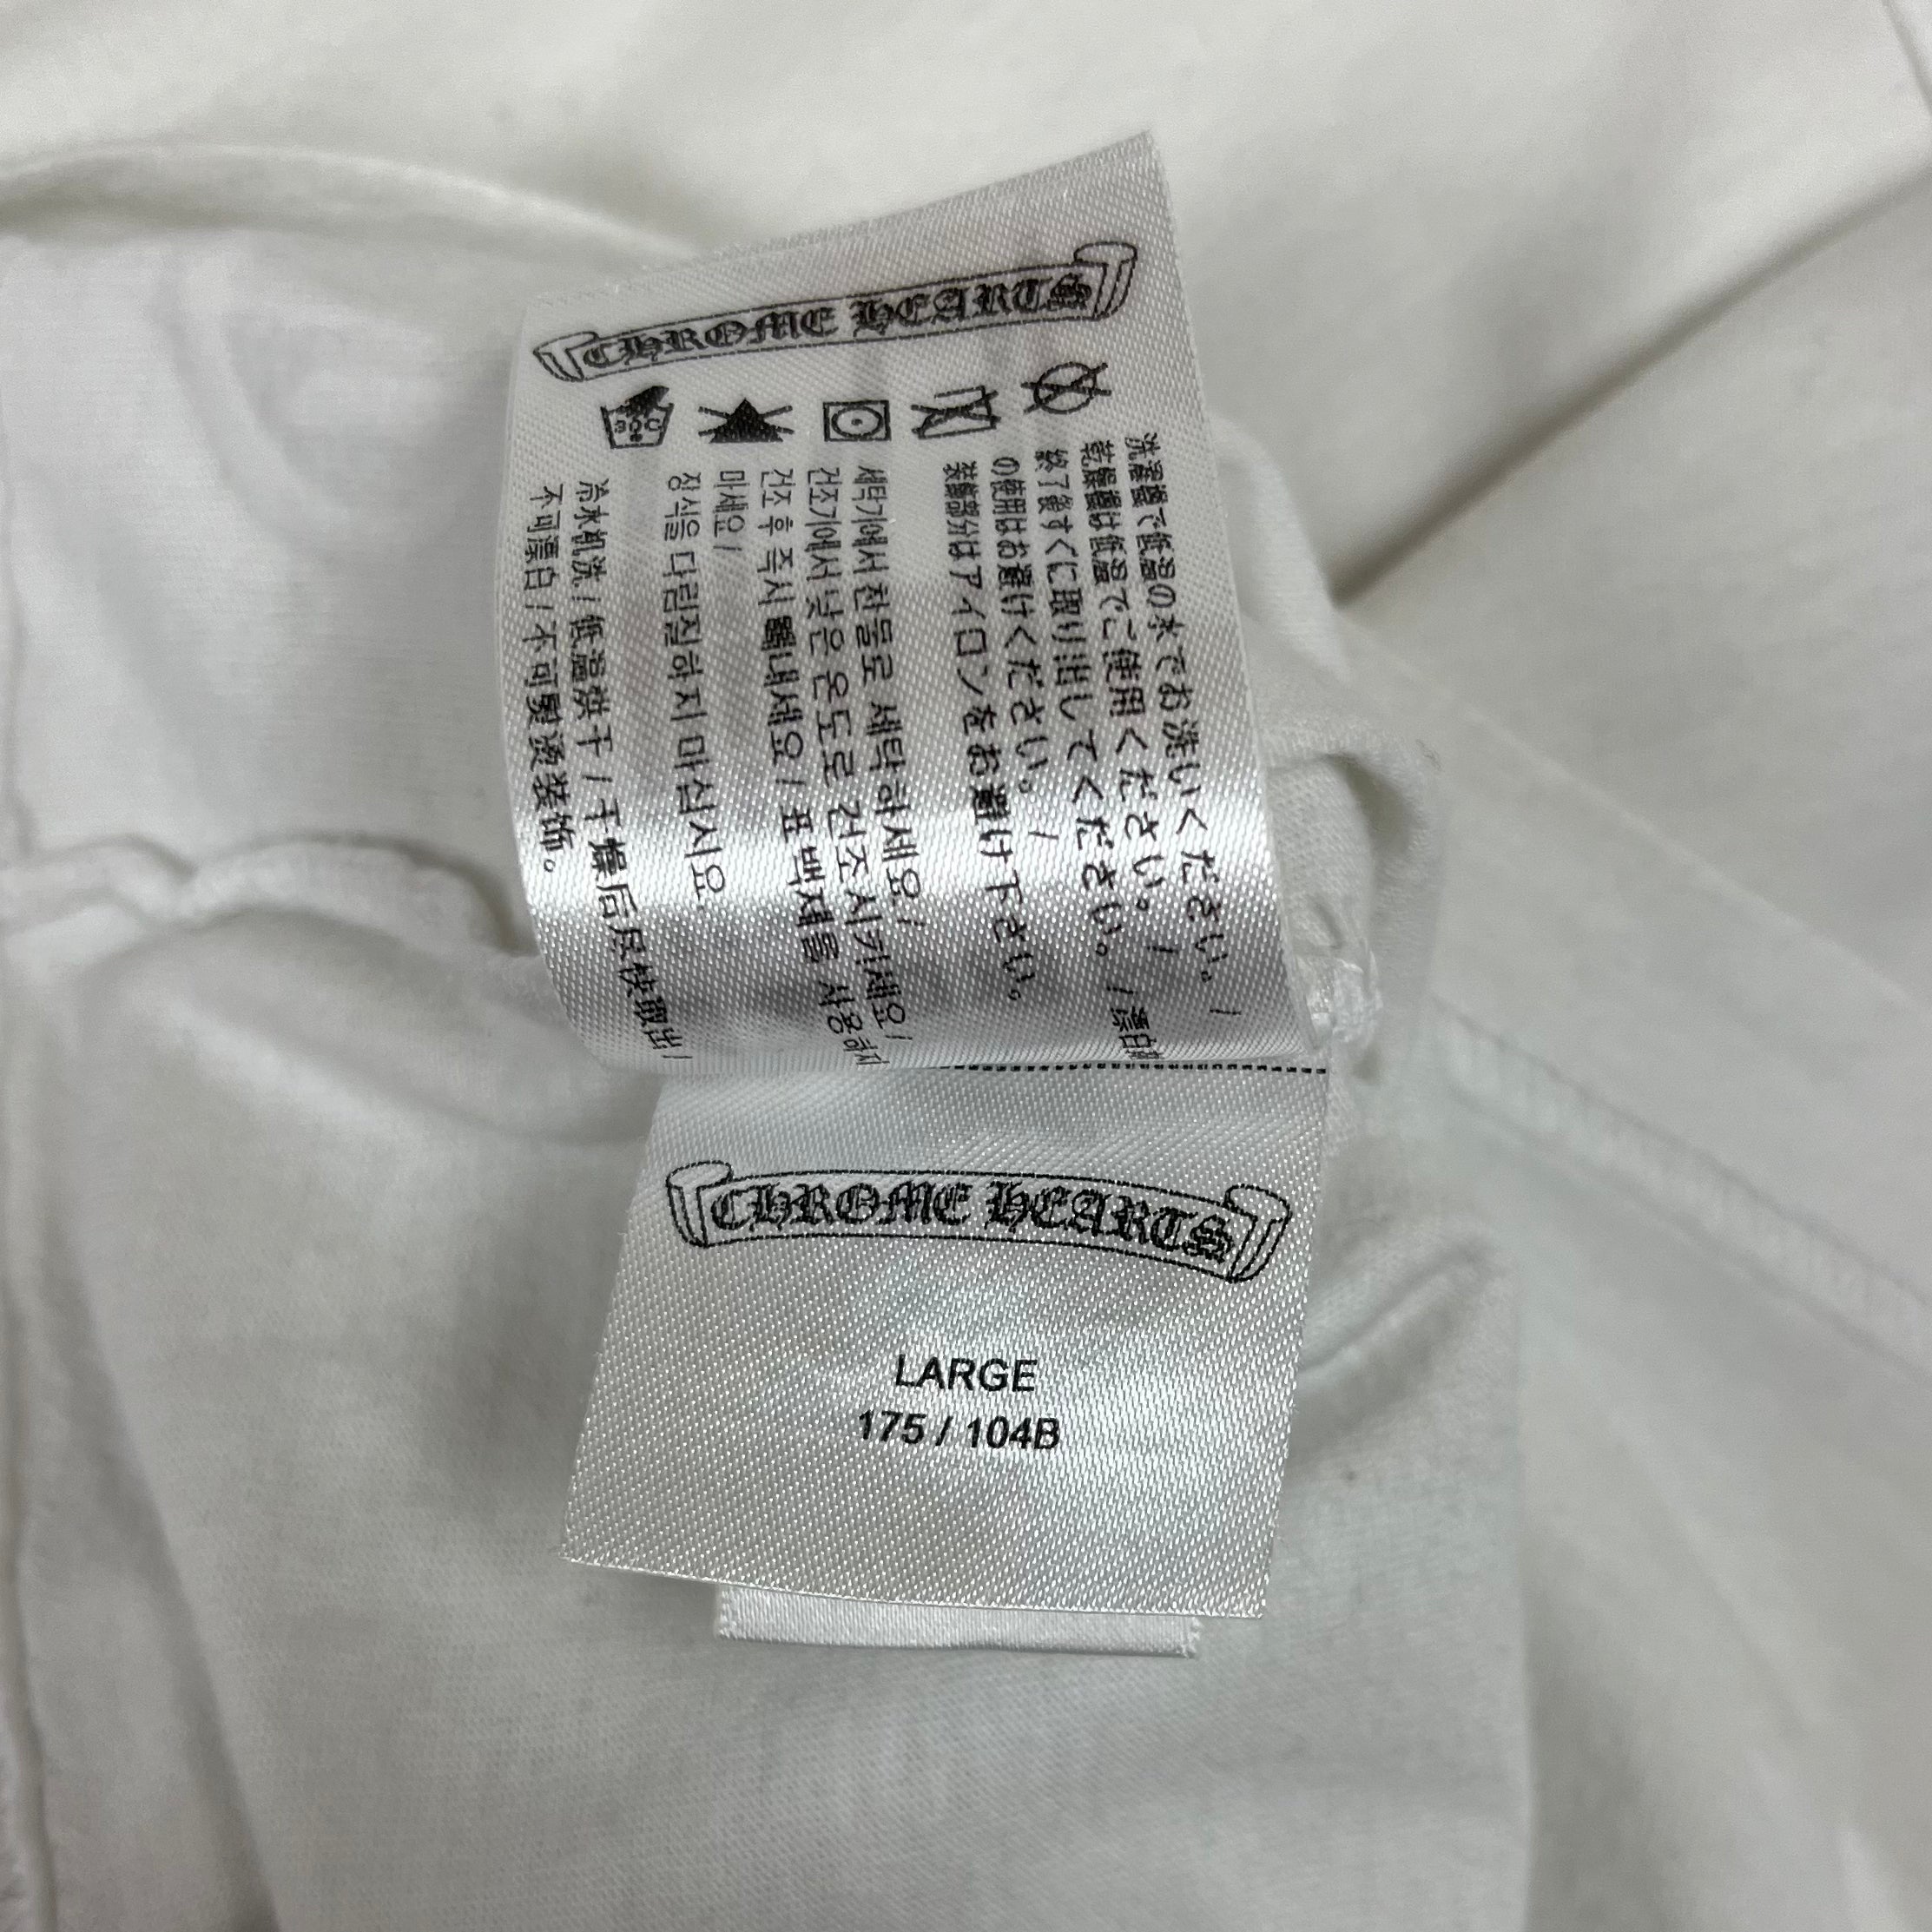 CHROME HEARTS
30C
洗濯機で低温の水でお洗いください。/
乾燥機は低温でご使用ください。/
終了後すぐに取り出してください。/ 漂白剤
の使用はお避けください。/
装飾部分はアイロンをお避け下さい。
세탁기에서 찬물로 세탁하세요/
건조기에서 낮은 온도로 건조시키세요/
건조 후 즉시 꺼내세요/ 표백제를 사용하지
마세요/
장식을 다림질하지 마십시요.
冷水机洗/低温烘干/干燥后尽快取出/
不可漂白/不可熨烫装饰。
CHROME HEARTS
LARGE
175 / 104B